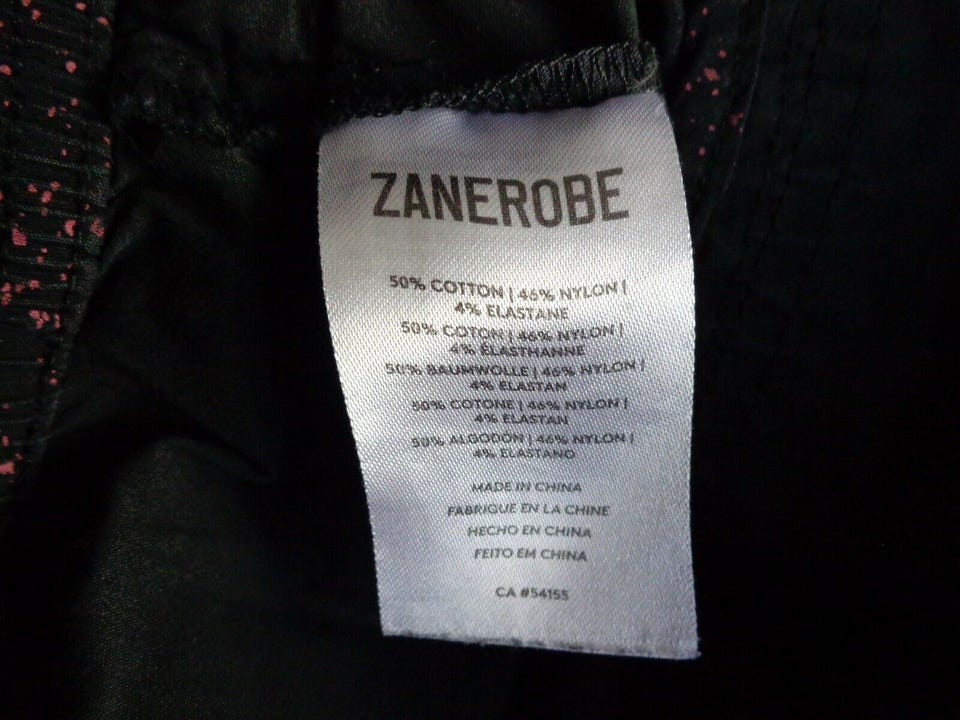 ZANEROBE
50% COTTON | 46% NYLON |
4% ELASTANE
50% COTON | 46% NYLON |
4% ELASTHANNE
50% BAUMWOLLE | 46% NYLON |
4% ELASTAN
50% COTONE | 46% NYLON |
4% ELASTAN
50% ALGODON | 46% NYLON |
4% ELASTANO
MADE IN CHINA
FABRIQUE EN LA CHINE
HECHO EN CHINA
FEITO EM CHINA
CA #54155